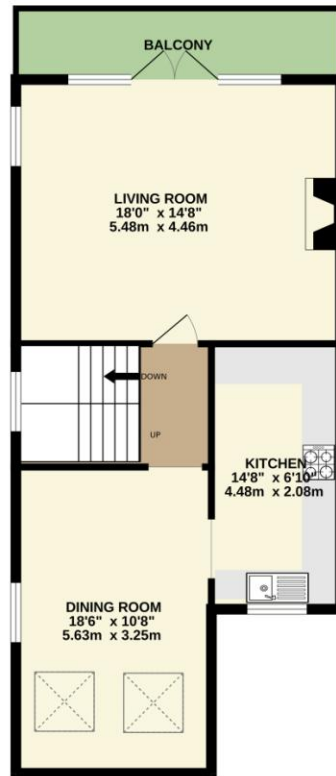 BALCONY
LIVING ROOM
18'0" x 14'8"
5.48m x 4.46m
DOWN
UP
KITCHEN
14'8" x 6'10"
4.48m x 2.08m
DINING ROOM
18'6" x 10'8"
5.63m x 3.25m